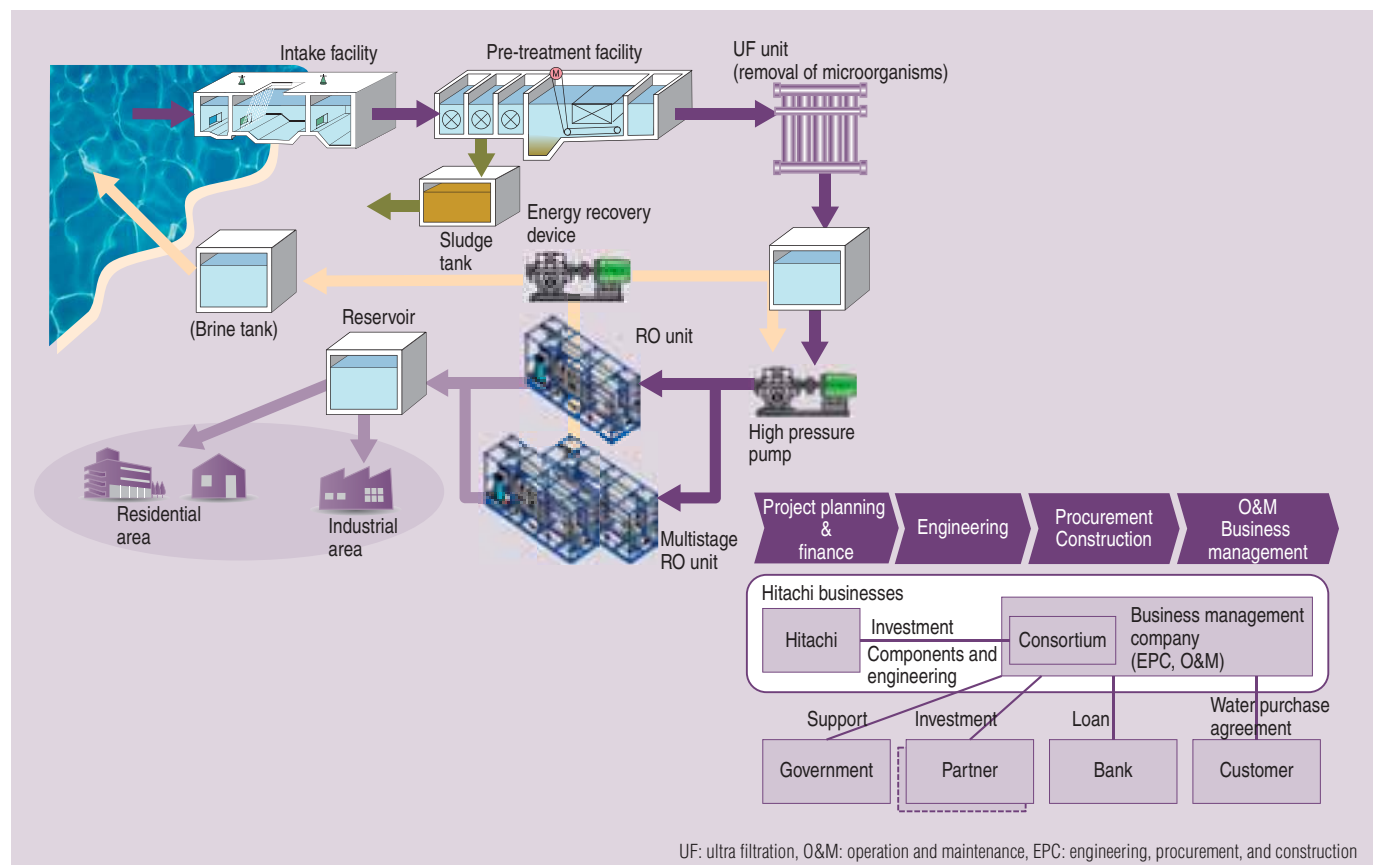 Intake facility
Pre-treatment facility
UF unit
(removal of microorganisms)
M
Sludge
tank
Energy recovery
device
(Brine tank)
Reservoir
RO unit
High pressure
pump
Multistage
RO unit
Residential
area
Industrial
area
Project planning
&
finance
Engineering
Procurement
Construction
O&M
Business
management
Hitachi businesses
Hitachi
Investment
Components and
engineering
Consortium
Business management
company
(EPC, O&M)
Support
Investment
Loan
Water purchase
agreement
Government
Partner
Bank
Customer
UF: ultra filtration, O&M: operation and maintenance, EPC: engineering, procurement, and construction